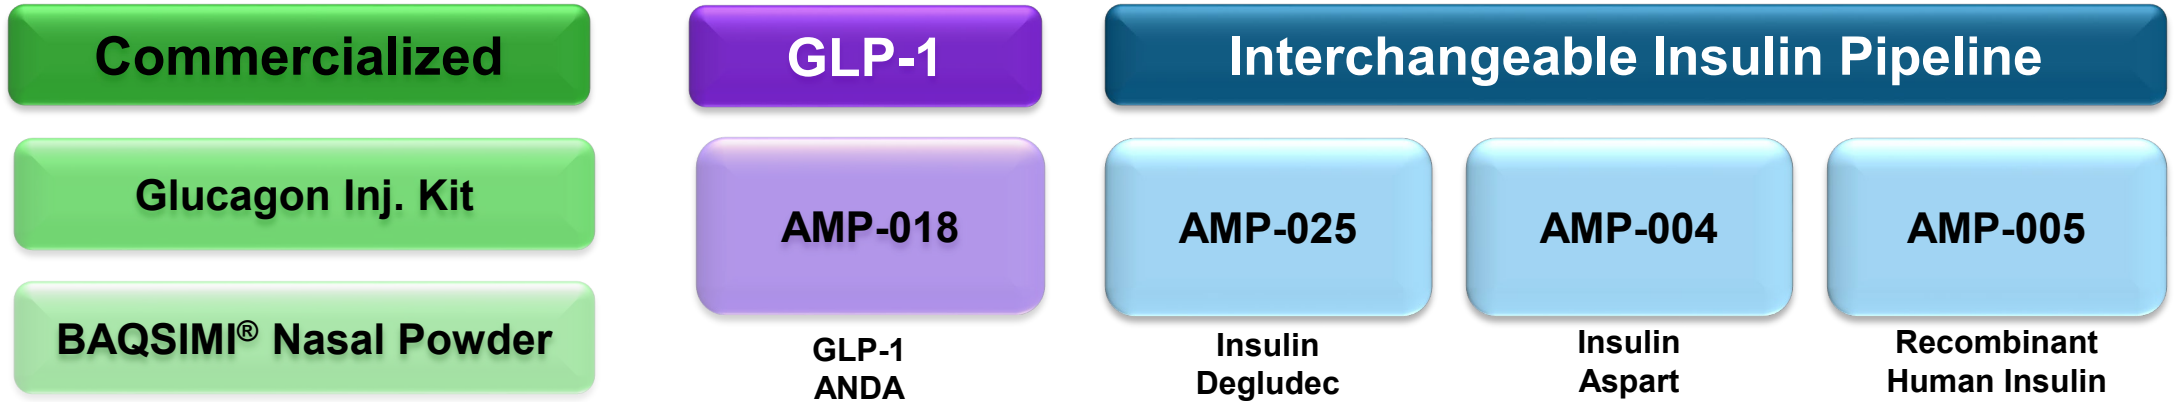 Commercialized
Glucagon Inj. Kit
BAQSIMI® Nasal Powder
GLP-1
AMP-018
GLP-1
ANDA
Interchangeable Insulin Pipeline
AMP-025
Insulin
Degludec
AMP-004
Insulin
Aspart
AMP-005
Recombinant
Human Insulin